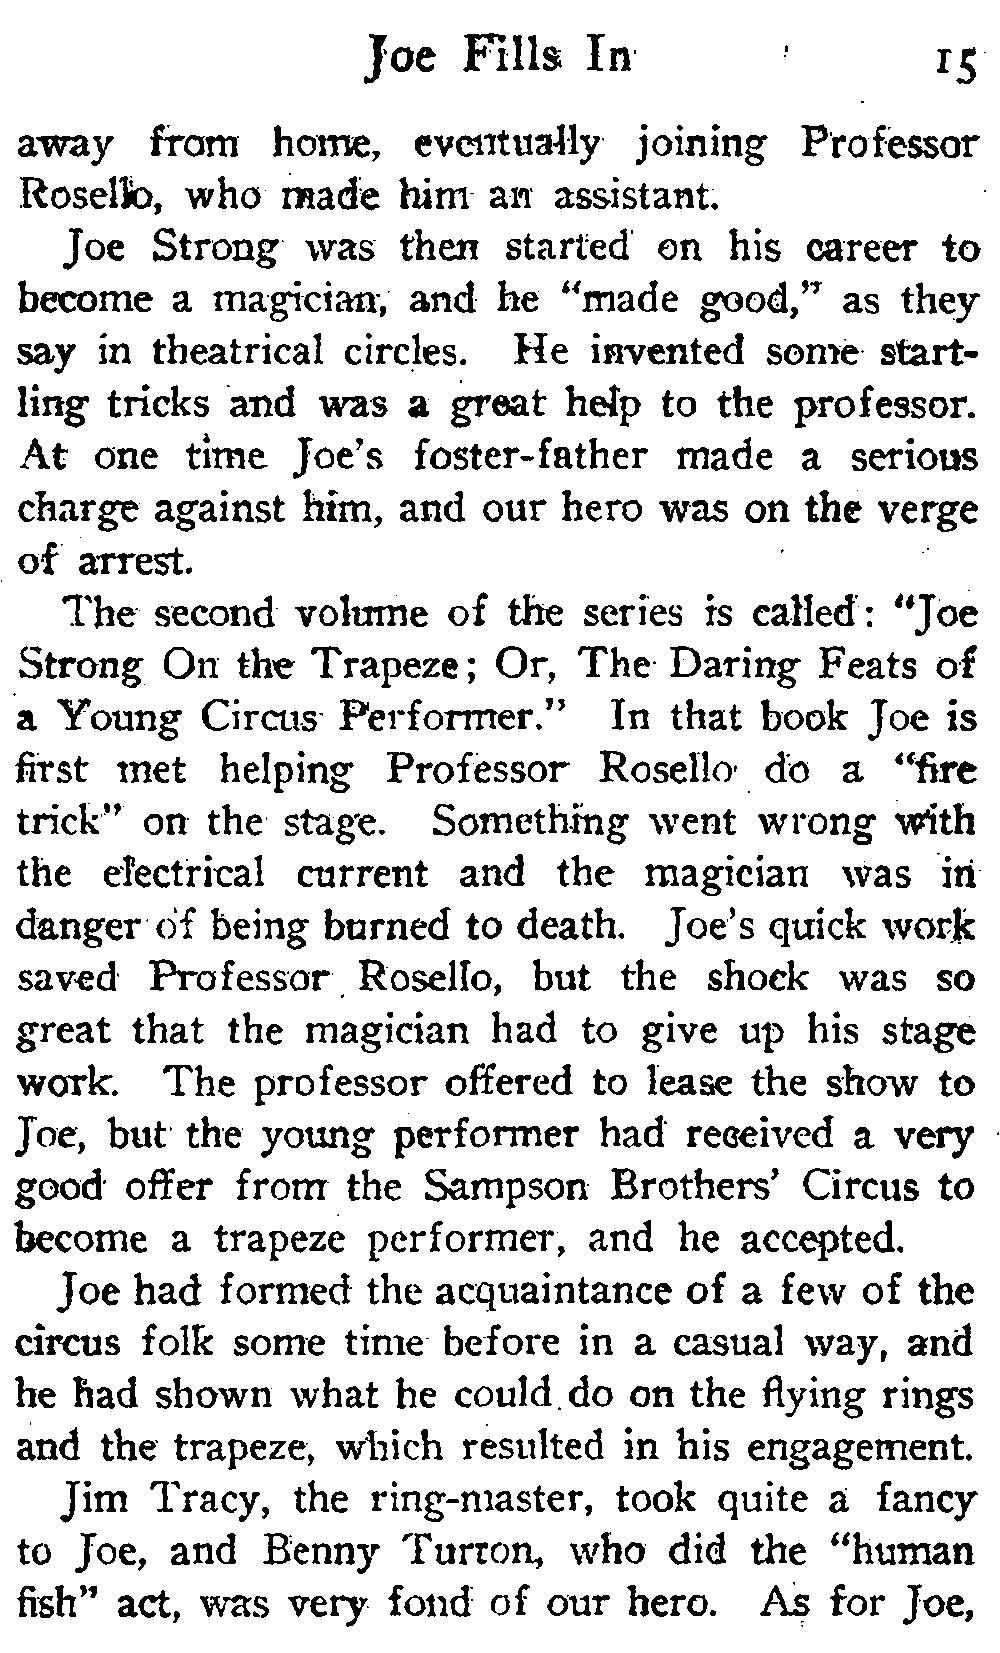 Joe Fills In 15
away from home, eventually joining Professor
Rosello, who made him an assistant.
Joe Strong was then started on his career to
become a magician, and he “made good,” as they
say in theatrical circles. He invented some start-
ling tricks and was a great help to the professor.
At one time Joe’s foster-father made a serious
charge against him, and our hero was on the verge
of arrest.
The second volume of the series is called: “Joe
Strong On the Trapeze; Or, The Daring Feats of
a Young Circus Performer.” In that book Joe is
first met helping Professor Rosello do a “fire
trick” on the stage. Something went wrong with
the electrical current and the magician was in
danger of being burned to death. Joe’s quick work
saved Professor Rosello, but the shock was so
great that the magician had to give up his stage
work. The professor offered to lease the show to
Joe, but the young performer had received a very
good offer from the Sampson Brothers’ Circus to
become a trapeze performer, and he accepted.
Joe had formed the acquaintance of a few of the
circus folk some time before in a casual way, and
he had shown what he could do on the flying rings
and the trapeze, which resulted in his engagement.
Jim Tracy, the ring-master, took quite a fancy
to Joe, and Benny Turton, who did the “human
fish” act, was very fond of our hero. As for Joe,